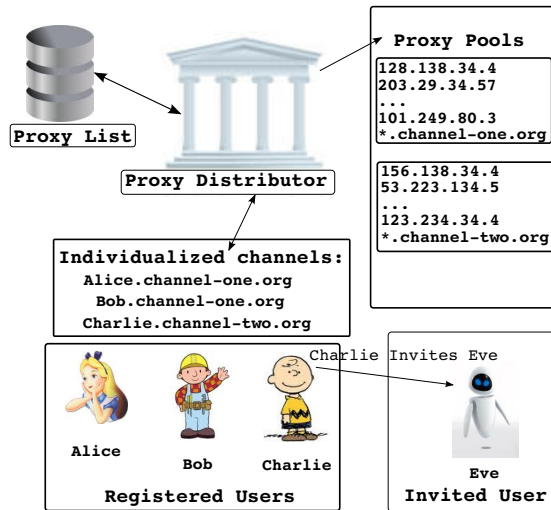 Proxy List
Proxy Distributor
Proxy Pools
128.138.34.4
203.29.34.57
...
101.249.80.3
*.channel-one.org
156.138.34.4
53.223.134.5
...
123.234.34.4
*.channel-two.org
Individualized channels:
Alice.channel-one.org
Bob.channel-one.org
Charlie.channel-two.org
Charlie Invites Eve
Alice
Bob
Charlie
Registered Users
Eve
Invited User